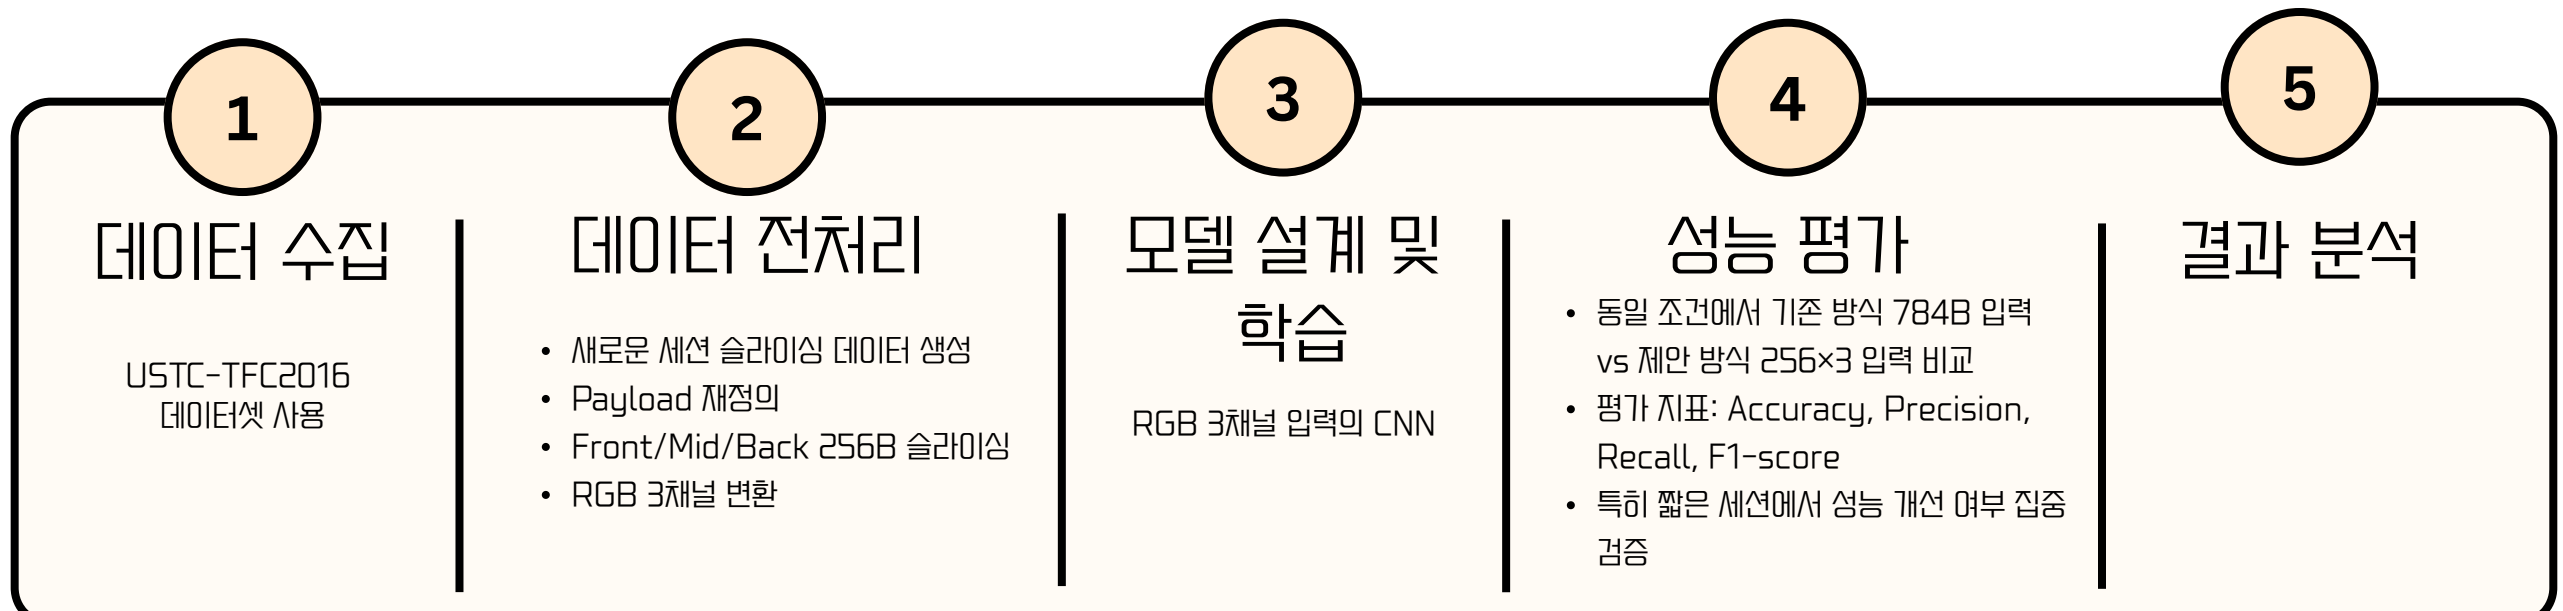 1
데이터 수집
USTC-TFC2016
데이터셋 사용
2
데이터 전처리
• 새로운 세션 슬라이싱 데이터 생성
• Payload 재정의
• Front/Mid/Back 256B 슬라이싱
• RGB 3채널 변환
3
모델 설계 및
학습
RGB 3채널 입력의 CNN
4
성능 평가
• 동일 조건에서 기존 방식 784B 입력
vs 제안 방식 256×3 입력 비교
• 평가 지표: Accuracy, Precision,
Recall, F1-score
• 특히 짧은 세션에서 성능 개선 여부 집중
검증
5
결과 분석